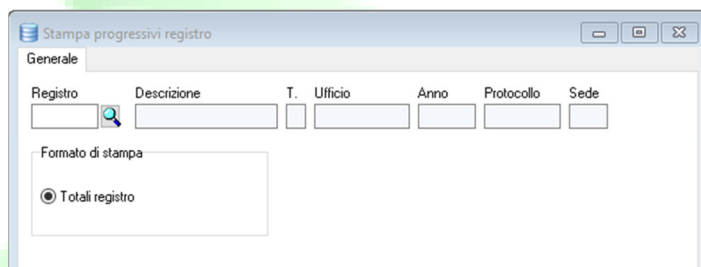 Stampa progressivi registro
Generale
Registro Descrizione T. Ufficio Anno Protocollo Sede
Formato di stampa
Totali registro